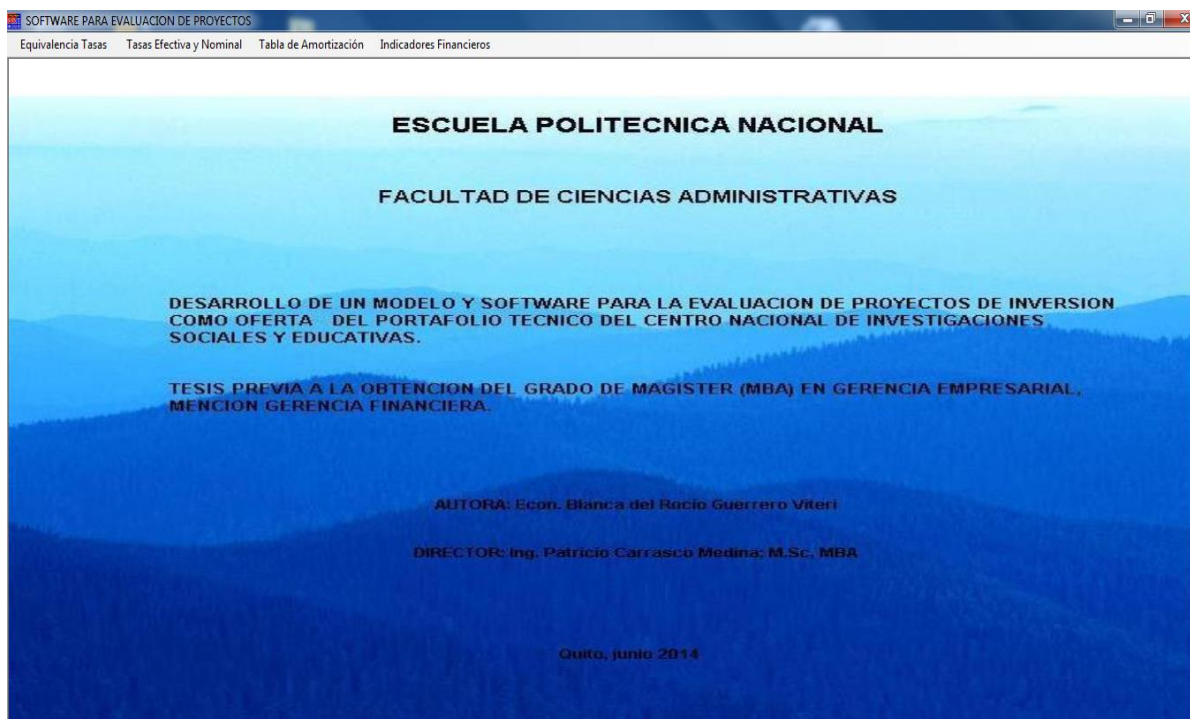 SOFTWARE PARA EVALUACION DE PROYECTOS
Equivalencia Tasas Tasas Efectiva y Nominal Tabla de Amortización Indicadores Financieros
ESCUELA POLITECNICA NACIONAL
FACULTAD DE CIENCIAS ADMINISTRATIVAS
DESARROLLO DE UN MODELO Y SOFTWARE PARA LA EVALUACION DE PROYECTOS DE INVERSION
COMO OFERTA DEL PORTAFOLIO TECNICO DEL CENTRO NACIONAL DE INVESTIGACIONES
SOCIALES Y EDUCATIVAS.
TESIS PREVIA A LA OBTENCION DEL GRADO DE MAGISTER (MBA) EN GERENCIA EMPRESARIAL,
MENCION GERENCIA FINANCIERA.
AUTORA: Econ. Blanca del Rocio Guerrero Viteri
DIRECTOR: Ing. Patricio Carrasco Medina; M.Sc, MBA
Quito, junio 2014